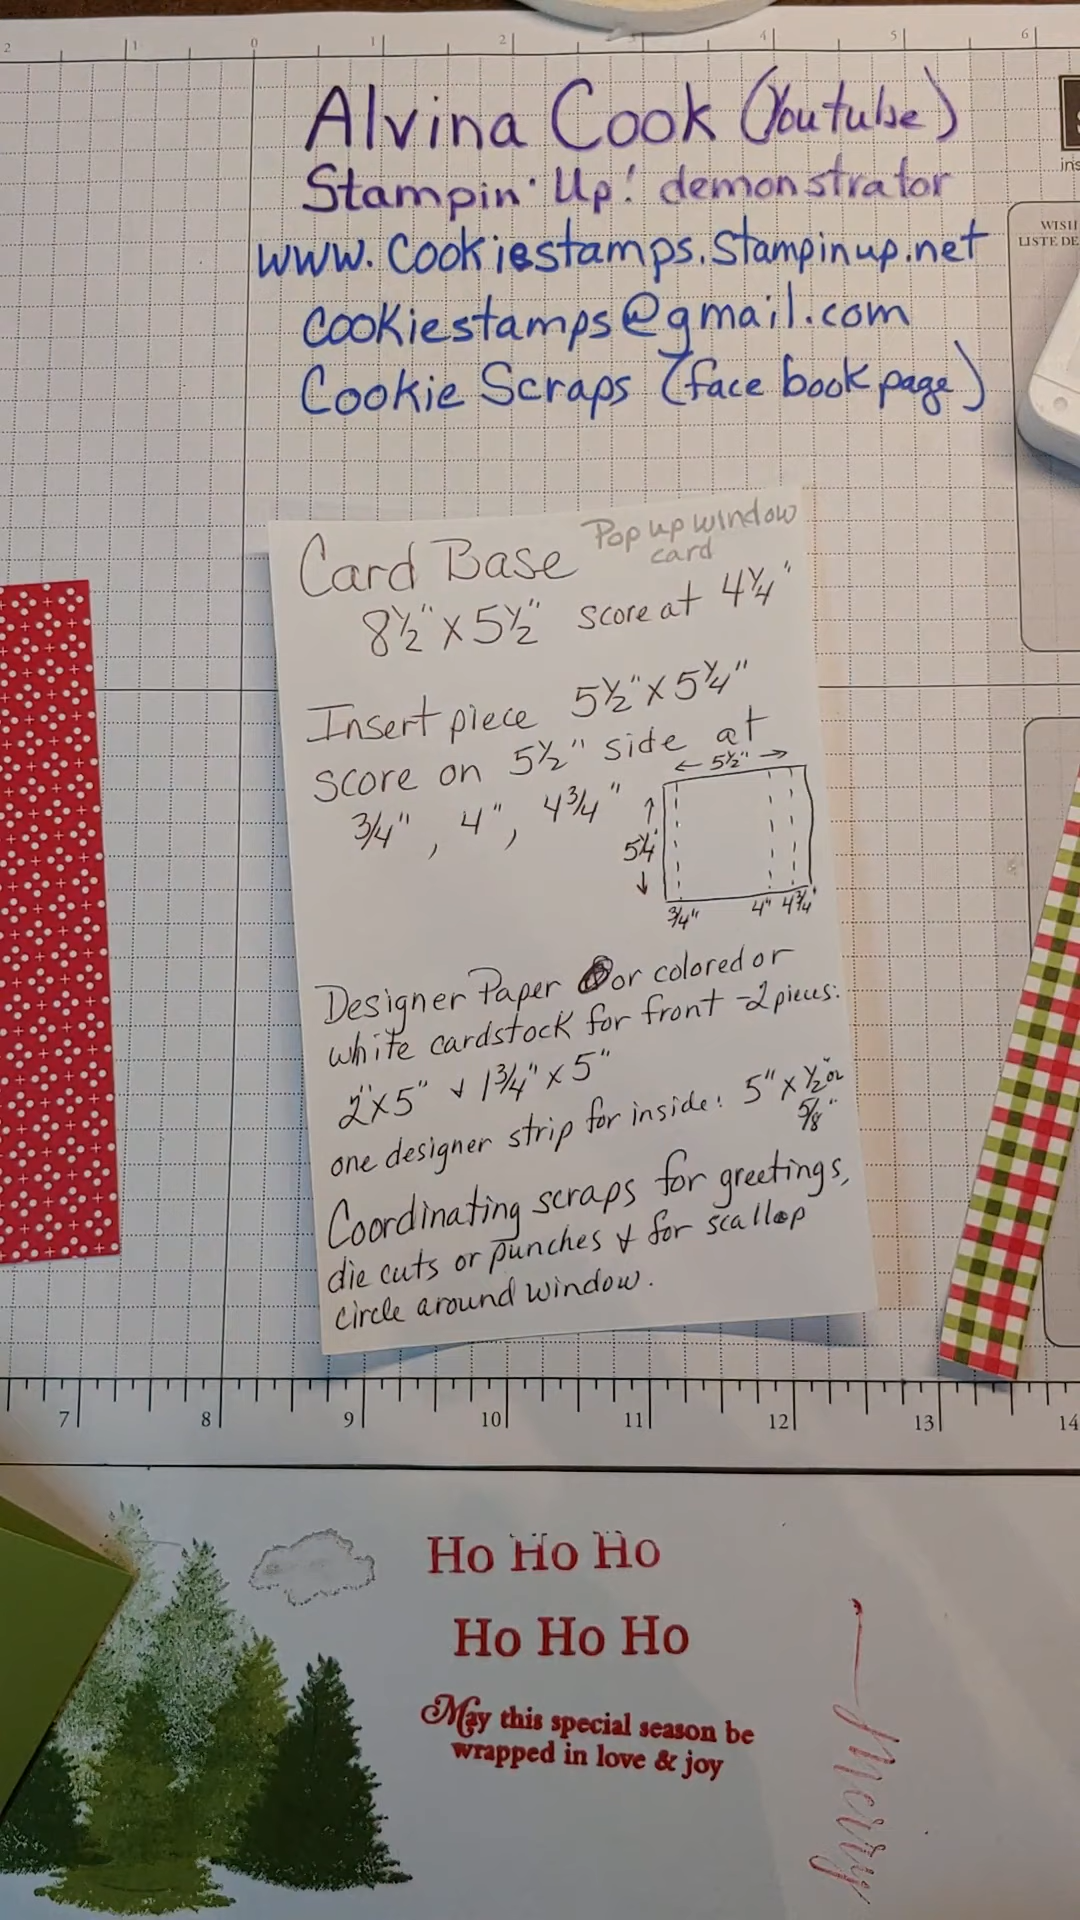 2 1 0 1 2 3 4 5 6
Alvina Cook (Youtube)
Stampin' Up! demonstrator
www.Cookiestamps.Stampinup.net
cookiestamps@gmail.com
Cookie Scraps (face book page)
WISH
LISTE DE
Card Base
Pop up window
card
8½" x 5½" score at 4¼"
Insert piece 5½" x 5¼"
score on 5½" side at
¾", 4", 4¾"
← 5½" →
5¼"
¾" 4" 4¾"
Designer Paper or colored or
white cardstock for front - 2 pieces:
2" x 5" & 1¾" x 5"
one designer strip for inside: 5" x ½" or
5/8"
Coordinating scraps for greetings,
die cuts or punches & for scallop
circle around window.
7 8 9 10 11 12 13 14
Ho Ho Ho
Ho Ho Ho
May this special season be
wrapped in love & joy
Merry